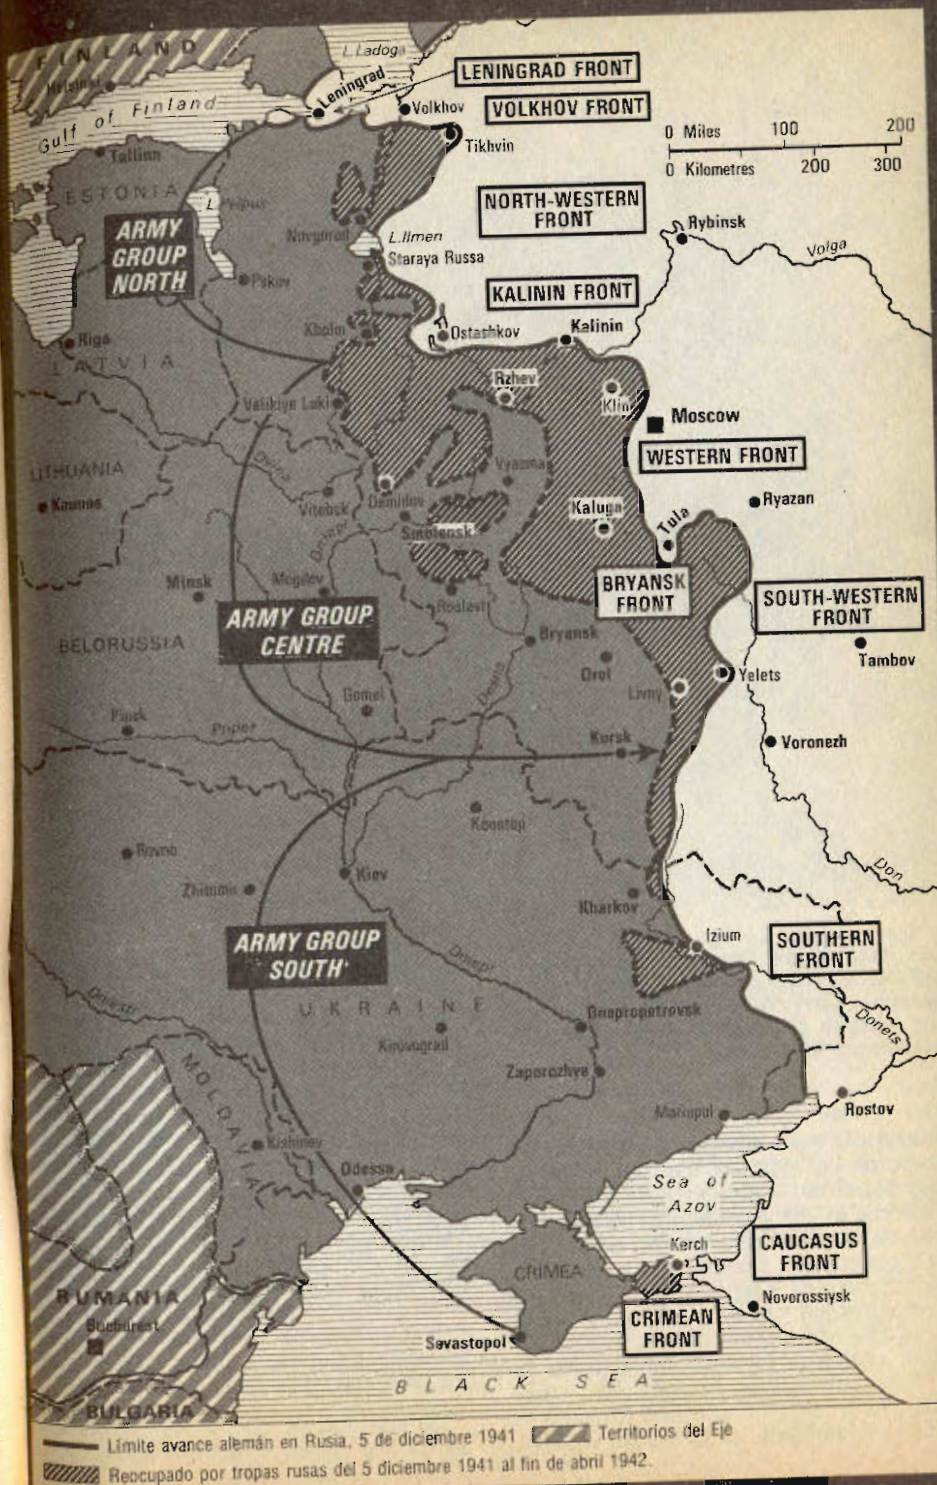 FINLAND
Helsinki
L. Ladoga
Leningrad
LENINGRAD FRONT
Gulf of Finland
Volkhov
VOLKHOV FRONT
0 Miles 100 200
0 Kilometres 200 300
Tallinn
Tikhvin
ESTONIA
L. Peipus
NORTH-WESTERN
FRONT
ARMY
GROUP
NORTH
Novgorod
L. Ilmen
Rybinsk
Volga
Staraya Russa
Pskov
KALININ FRONT
Kholm
Ostashkov
Kalinin
Riga
LATVIA
Rzhev
Klin
Velikiye Luki
Moscow
WESTERN FRONT
LITHUANIA
Dvina
Vyazma
Kaunas
Vitebsk
Demidov
Ryazan
Kaluga
Tula
Dniepr
Smolensk
Minsk
Mogilev
Roslavl
BRYANSK
FRONT
SOUTH-WESTERN
FRONT
ARMY GROUP
CENTRE
BELORUSSIA
Bryansk
Orel
Tambov
Yelets
Livny
Gomel
Desna
Pinsk
Pripet
Kursk
Voronezh
Konotop
Rovno
Kiev
Don
Zhitomir
Kharkov
ARMY GROUP
SOUTH
Izium
SOUTHERN
FRONT
Dniepr
Dniestr
UKRAINE
Dnepropetrovsk
Donets
Kirovograd
MOLDAVIA
Zaporozhye
Mariupol
Rostov
Kishinev
Odessa
Sea of
Azov
Kerch
CAUCASUS
FRONT
CRIMEA
RUMANIA
Bucharest
Novorossiysk
CRIMEAN
FRONT
Sevastopol
BLACK SEA
BULGARIA
Límite avance alemán en Rusia, 5 de diciembre 1941
Territorios del Eje
Reocupado por tropas rusas del 5 diciembre 1941 al fin de abril 1942.